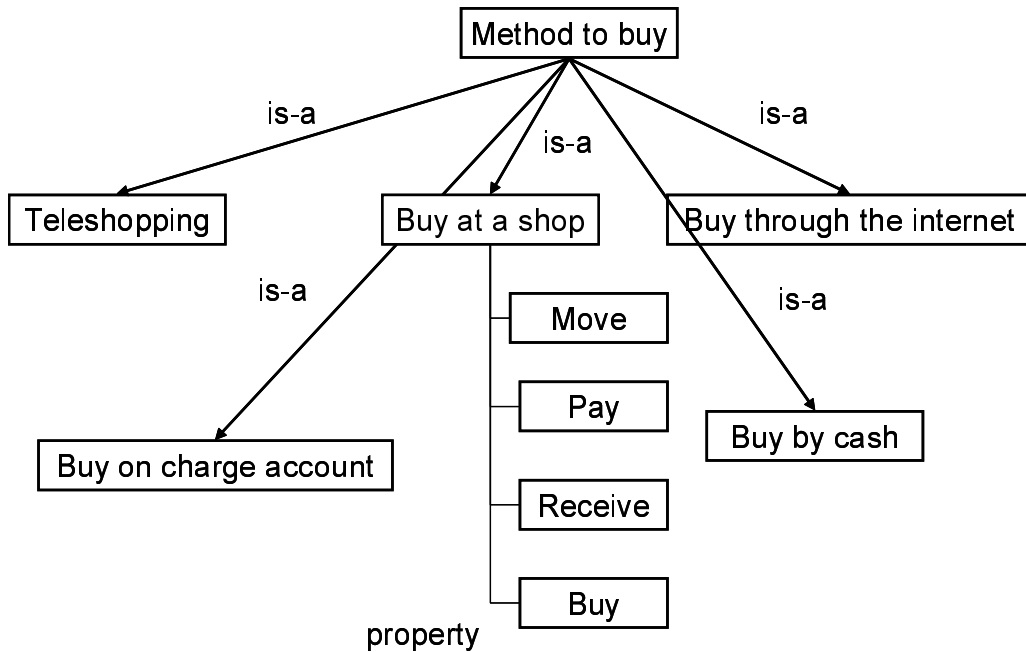 Method to buy
is-a
is-a
is-a
Teleshopping
Buy at a shop
Buy through the internet
is-a
is-a
Move
Pay
Buy by cash
Buy on charge account
Receive
Buy
property